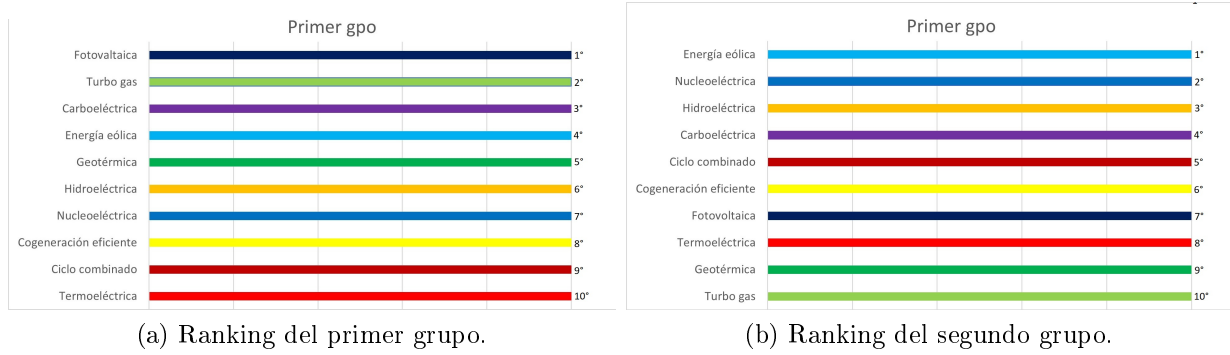 Primer gpo
Fotovaltaica 1°
Turbo gas 2°
Carboeléctrica 3°
Energía eólica 4°
Geotérmica 5°
Hidroeléctrica 6°
Nucleoeléctrica 7°
Cogeneración eficiente 8°
Ciclo combinado 9°
Termoeléctrica 10°
(a) Ranking del primer grupo.
Primer gpo
Energía eólica 1°
Nucleoeléctrica 2°
Hidroeléctrica 3°
Carboeléctrica 4°
Ciclo combinado 5°
Cogeneración eficiente 6°
Fotovoltaica 7°
Termoeléctrica 8°
Geotérmica 9°
Turbo gas 10°
(b) Ranking del segundo grupo.